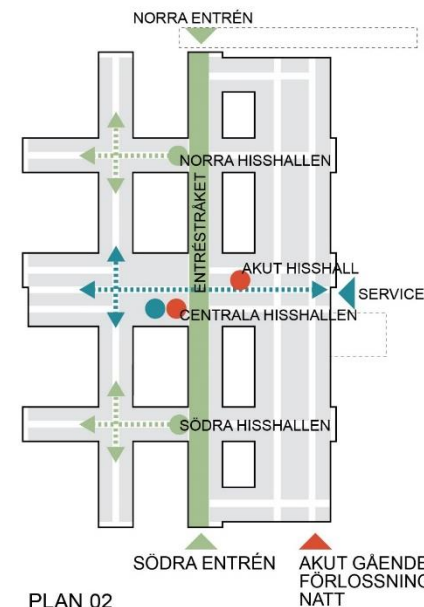 NORRA ENTRÉN
NORRA HISSHALLEN
ENTRÉSTRÅKET
AKUT HISSHALL
SERVICE
CENTRALA HISSHALLEN
SÖDRA HISSHALLEN
SÖDRA ENTRÉN
AKUT GÅENDE
FÖRLOSSNING
NATT
PLAN 02